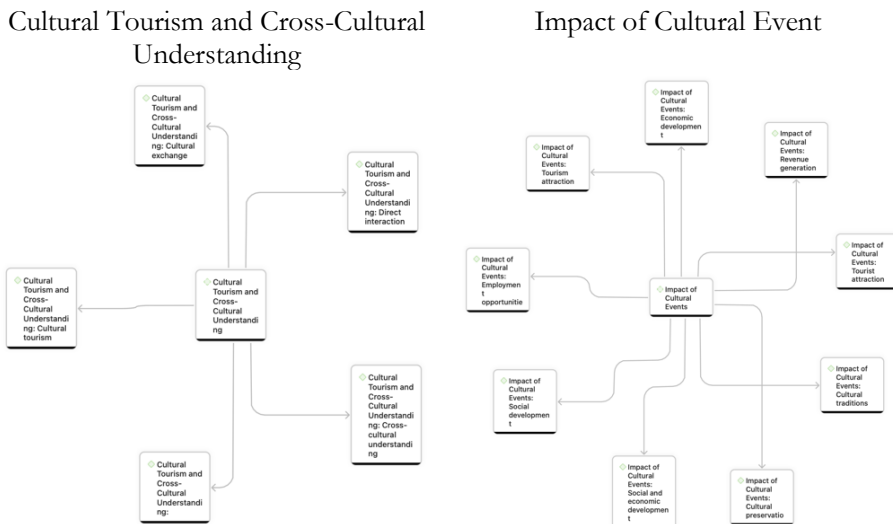 Cultural Tourism and Cross-Cultural
Understanding
Impact of Cultural Event
Cultural
Tourism and
Cross-
Cultural
Understandi
ng: Cultural
exchange
Cultural
Tourism and
Cross-
Cultural
Understandi
ng: Direct
interaction
Cultural
Tourism and
Cross-
Cultural
Understandi
ng: Cultural
tourism
Cultural
Tourism and
Cross-
Cultural
Understandi
ng
Cultural
Tourism and
Cross-
Cultural
Understandi
ng: Cross-
cultural
understandi
ng
Cultural
Tourism and
Cross-
Cultural
Understandi
ng:
Impact of
Cultural
Events:
Economic
developmen
t
Impact of
Cultural
Events:
Revenue
generation
Impact of
Cultural
Events:
Tourism
attraction
Impact of
Cultural
Events:
Tourist
attraction
Impact of
Cultural
Events:
Employmen
t
opportunitie
Impact of
Cultural
Events
Impact of
Cultural
Events:
Cultural
traditions
Impact of
Cultural
Events:
Social
developmen
t
Impact of
Cultural
Events:
Social and
economic
developmen
t
Impact of
Cultural
Events:
Cultural
preservatio